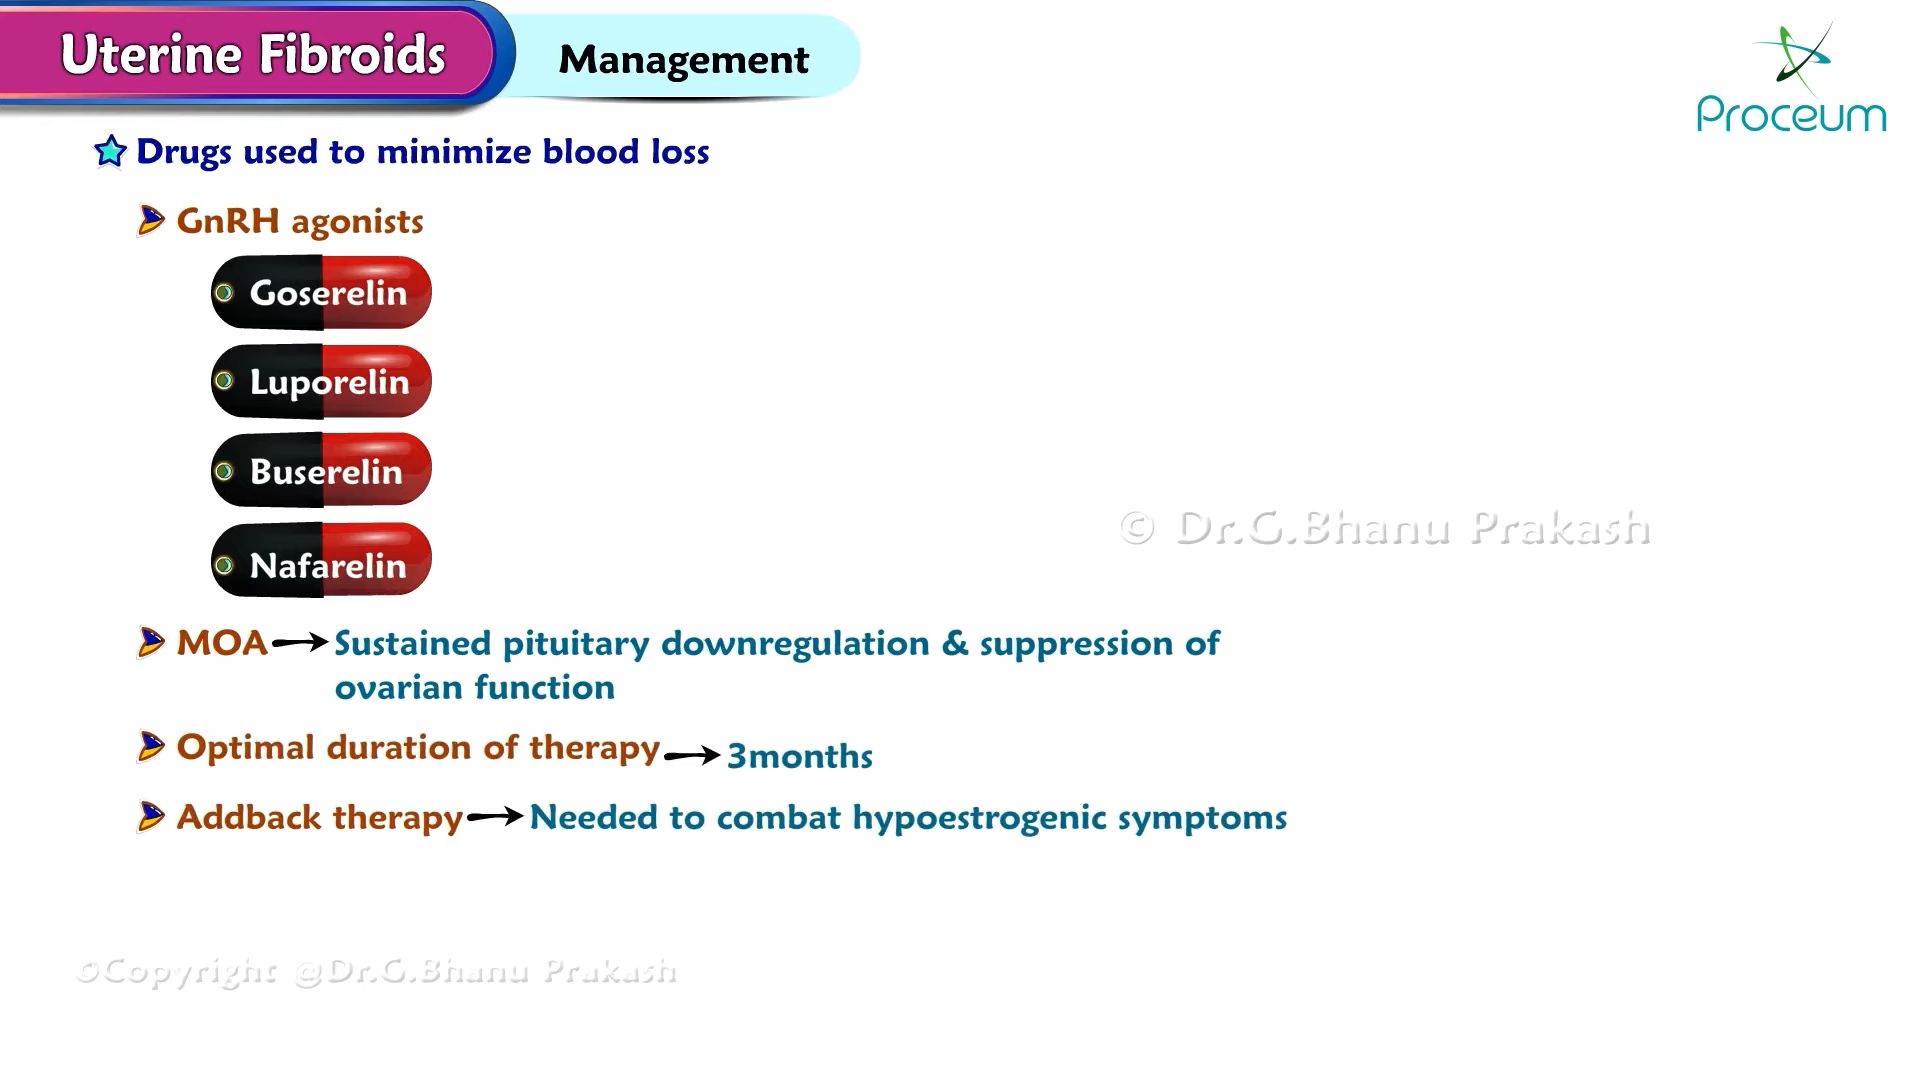 Uterine Fibroids
Management
Proceum
Drugs used to minimize blood loss
GnRH agonists
Goserelin
Luporelin
Buserelin
Nafarelin
© Dr.G.Bhanu Prakash
MOA → Sustained pituitary downregulation & suppression of
ovarian function
Optimal duration of therapy → 3months
Addback therapy → Needed to combat hypoestrogenic symptoms
©Copyright @Dr.G.Bhanu Prakash